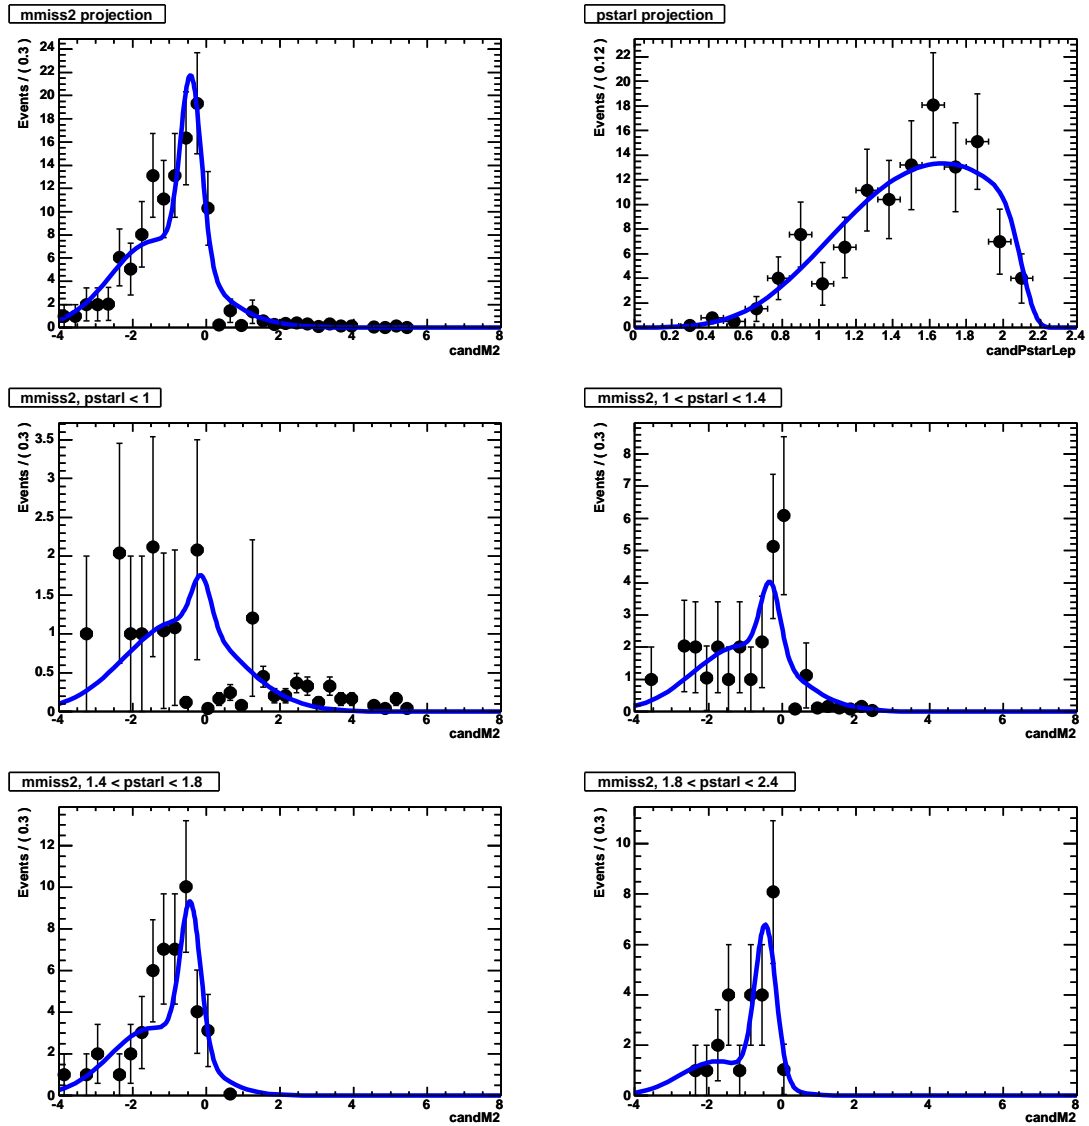 mmiss2 projection
Events / ( 0.3 )
24
22
20
18
16
14
12
10
8
6
4
2
0
-4 -2 0 2 4 6 8
candM2
pstarl projection
Events / ( 0.12 )
22
20
18
16
14
12
10
8
6
4
2
0
0 0.2 0.4 0.6 0.8 1 1.2 1.4 1.6 1.8 2 2.2 2.4
candPstarLep
mmiss2, pstarl < 1
Events / ( 0.3 )
3.5
3
2.5
2
1.5
1
0.5
0
-4 -2 0 2 4 6 8
candM2
mmiss2, 1 < pstarl < 1.4
Events / ( 0.3 )
8
7
6
5
4
3
2
1
0
-4 -2 0 2 4 6 8
candM2
mmiss2, 1.4 < pstarl < 1.8
Events / ( 0.3 )
12
10
8
6
4
2
0
-4 -2 0 2 4 6 8
candM2
mmiss2, 1.8 < pstarl < 2.4
Events / ( 0.3 )
10
8
6
4
2
0
-4 -2 0 2 4 6 8
candM2